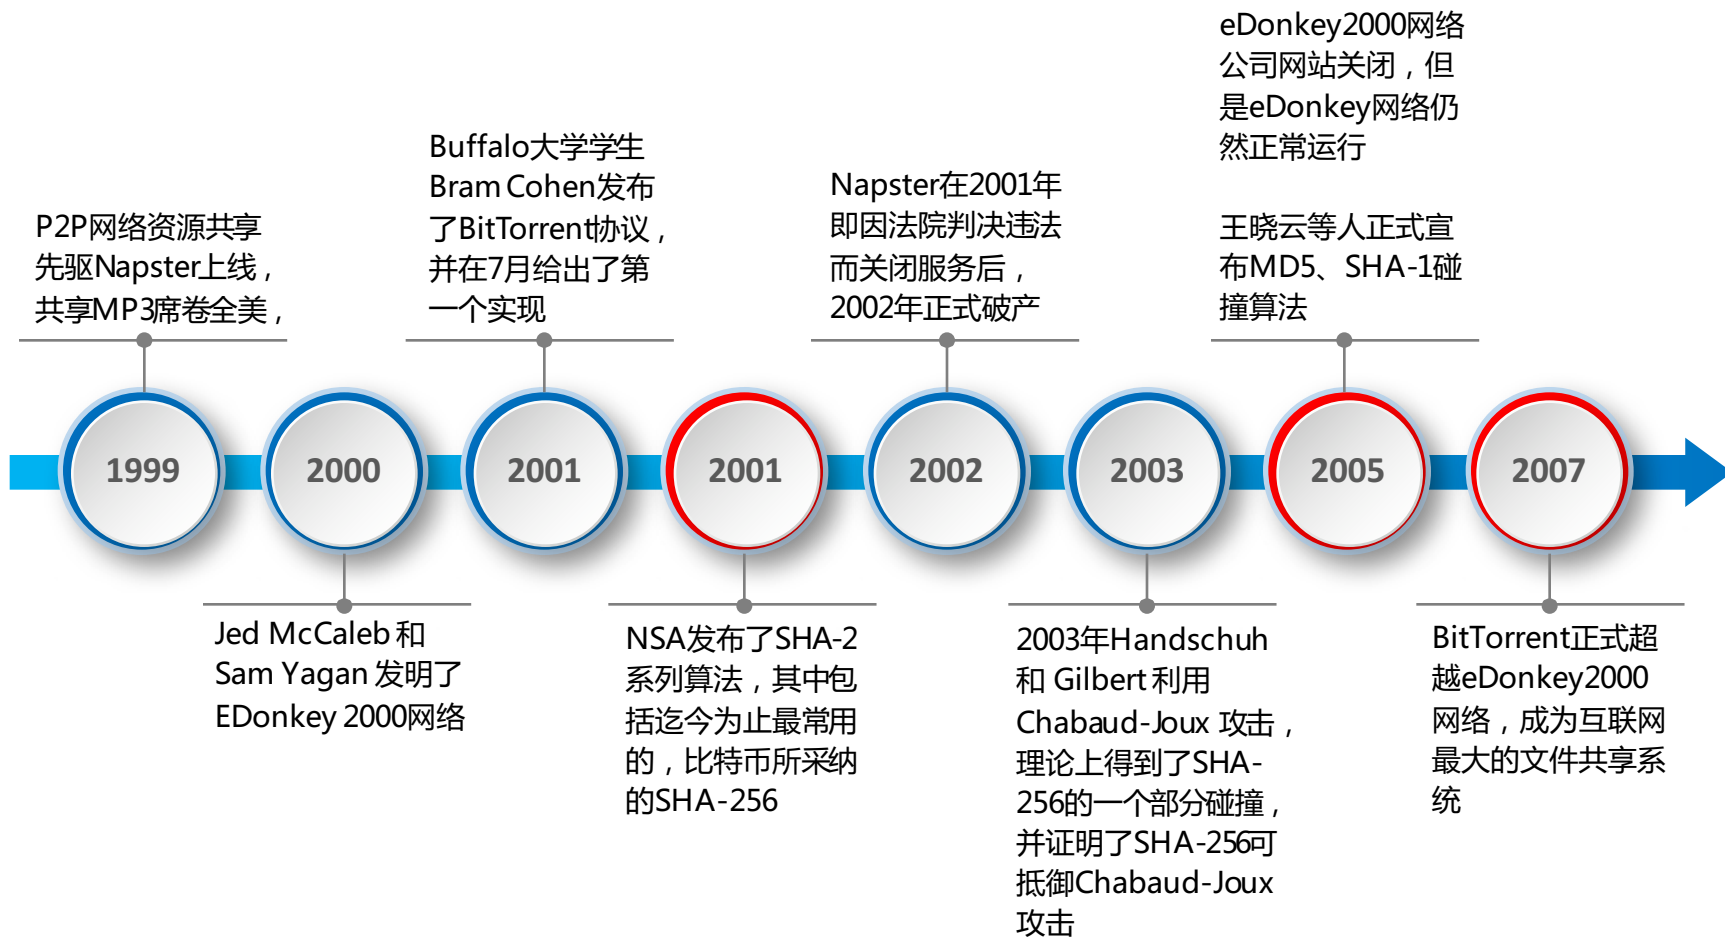 P2P网络资源共享
先驱Napster上线，
共享MP3席卷全美，
Buffalo大学学生
Bram Cohen发布
了BitTorrent协议，
并在7月给出了第
一个实现
Napster在2001年
即因法院判决违法
而关闭服务后，
2002年正式破产
eDonkey2000网络
公司网站关闭，但
是eDonkey网络仍
然正常运行
王晓云等人正式宣
布MD5、SHA-1碰
撞算法
1999
2000
2001
2001
2002
2003
2005
2007
Jed McCaleb 和
Sam Yagan 发明了
EDonkey 2000网络
NSA发布了SHA-2
系列算法，其中包
括迄今为止最常用
的，比特币所采纳
的SHA-256
2003年Handschuh
和 Gilbert 利用
Chabaud-Joux 攻击，
理论上得到了SHA-
256的一个部分碰撞，
并证明了SHA-256可
抵御Chabaud-Joux
攻击
BitTorrent正式超
越eDonkey2000
网络，成为互联网
最大的文件共享系
统